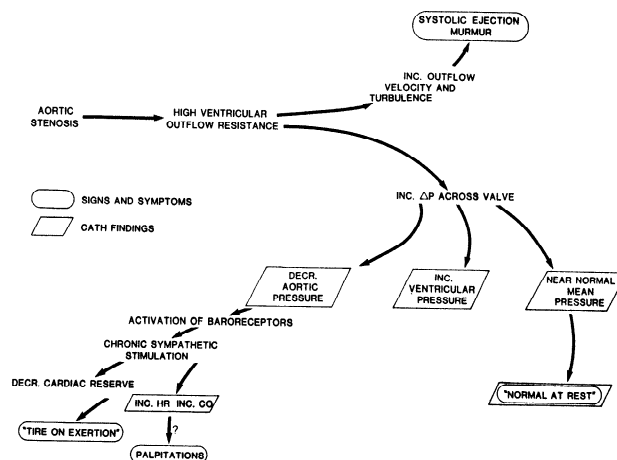 SYSTOLIC EJECTION
MURMUR
INC. OUTFLOW
VELOCITY AND
TURBULENCE
AORTIC
STENOSIS
HIGH VENTRICULAR
OUTFLOW RESISTANCE
SIGNS AND SYMPTOMS
CATH FINDINGS
INC. △P ACROSS VALVE
DECR.
AORTIC
PRESSURE
INC.
VENTRICULAR
PRESSURE
NEAR NORMAL
MEAN
PRESSURE
ACTIVATION OF BARORECEPTORS
CHRONIC SYMPATHETIC
STIMULATION
DECR. CARDIAC RESERVE
INC. HR INC. CO
"NORMAL AT REST"
"TIRE ON EXERTION"
?
PALPITATIONS